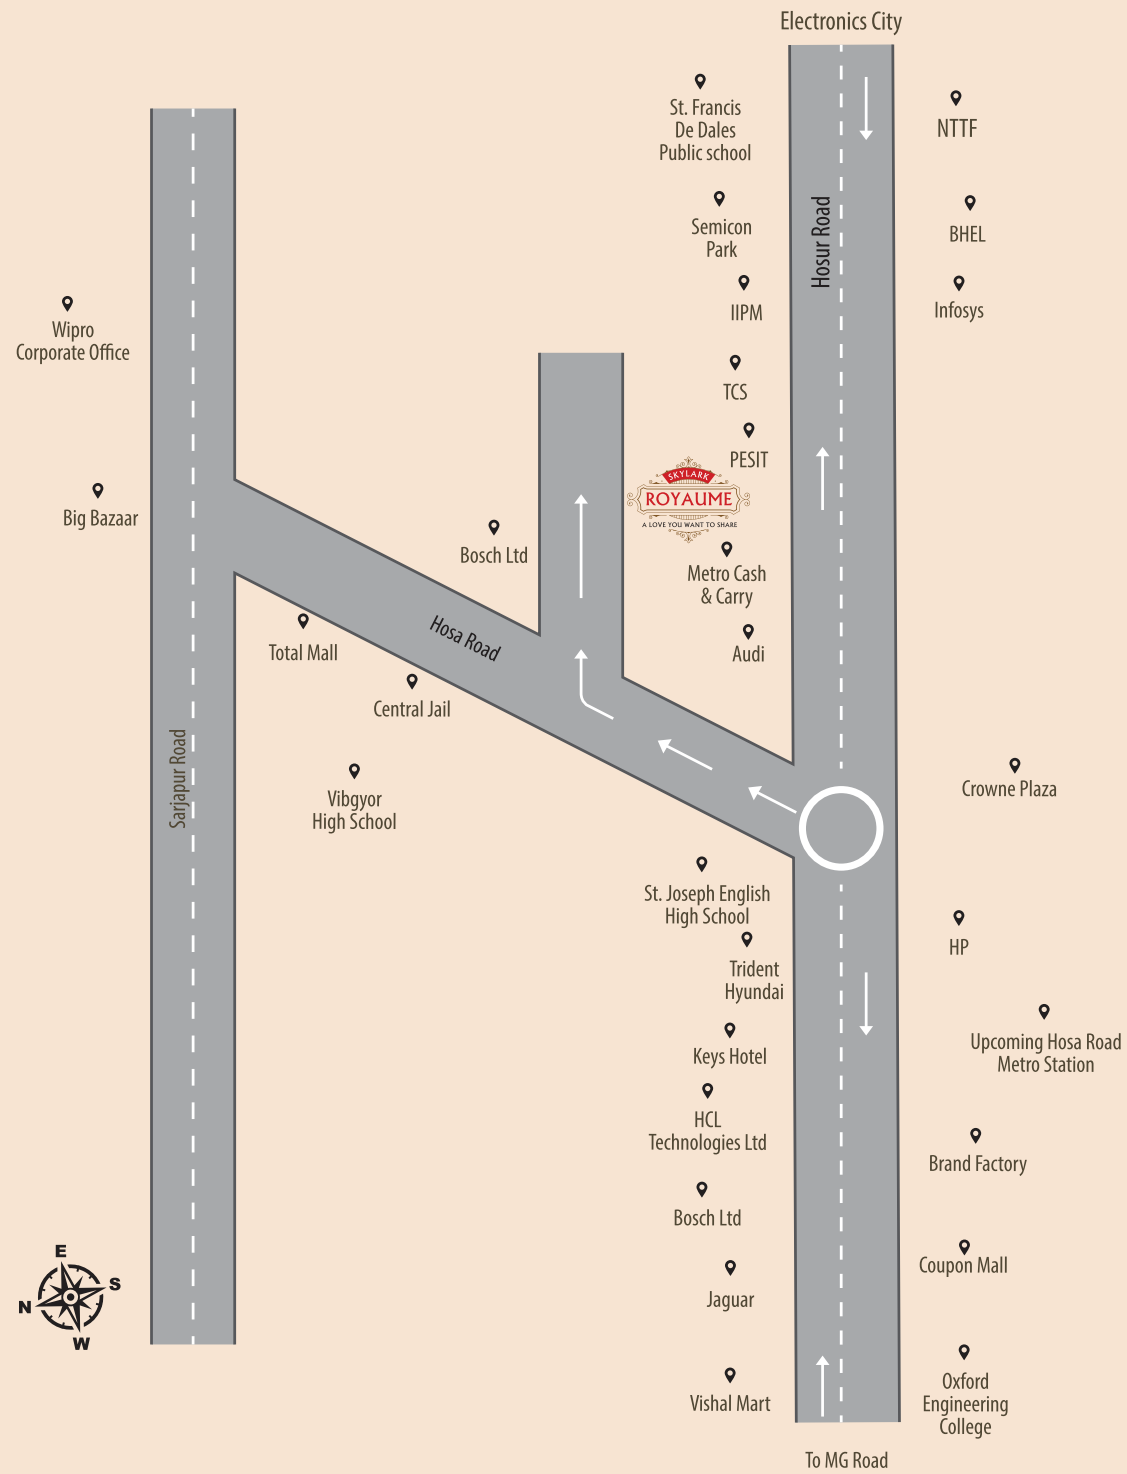 Electronics City
St. Francis
De Dales
Public school
NTTF
Semicon
Park
Hosur Road
BHEL
IIPM
Infosys
Wipro
Corporate Office
TCS
PESIT
SKYLARK
ROYAUME
A LOVE YOU WANT TO SHARE
Big Bazaar
Bosch Ltd
Metro Cash
& Carry
Hosa Road
Total Mall
Audi
Central Jail
Sarjapur Road
Vibgyor
High School
Crowne Plaza
St. Joseph English
High School
HP
Trident
Hyundai
Upcoming Hosa Road
Metro Station
Keys Hotel
HCL
Technologies Ltd
Brand Factory
Bosch Ltd
E
S
N
W
Coupon Mall
Jaguar
Vishal Mart
Oxford
Engineering
College
To MG Road